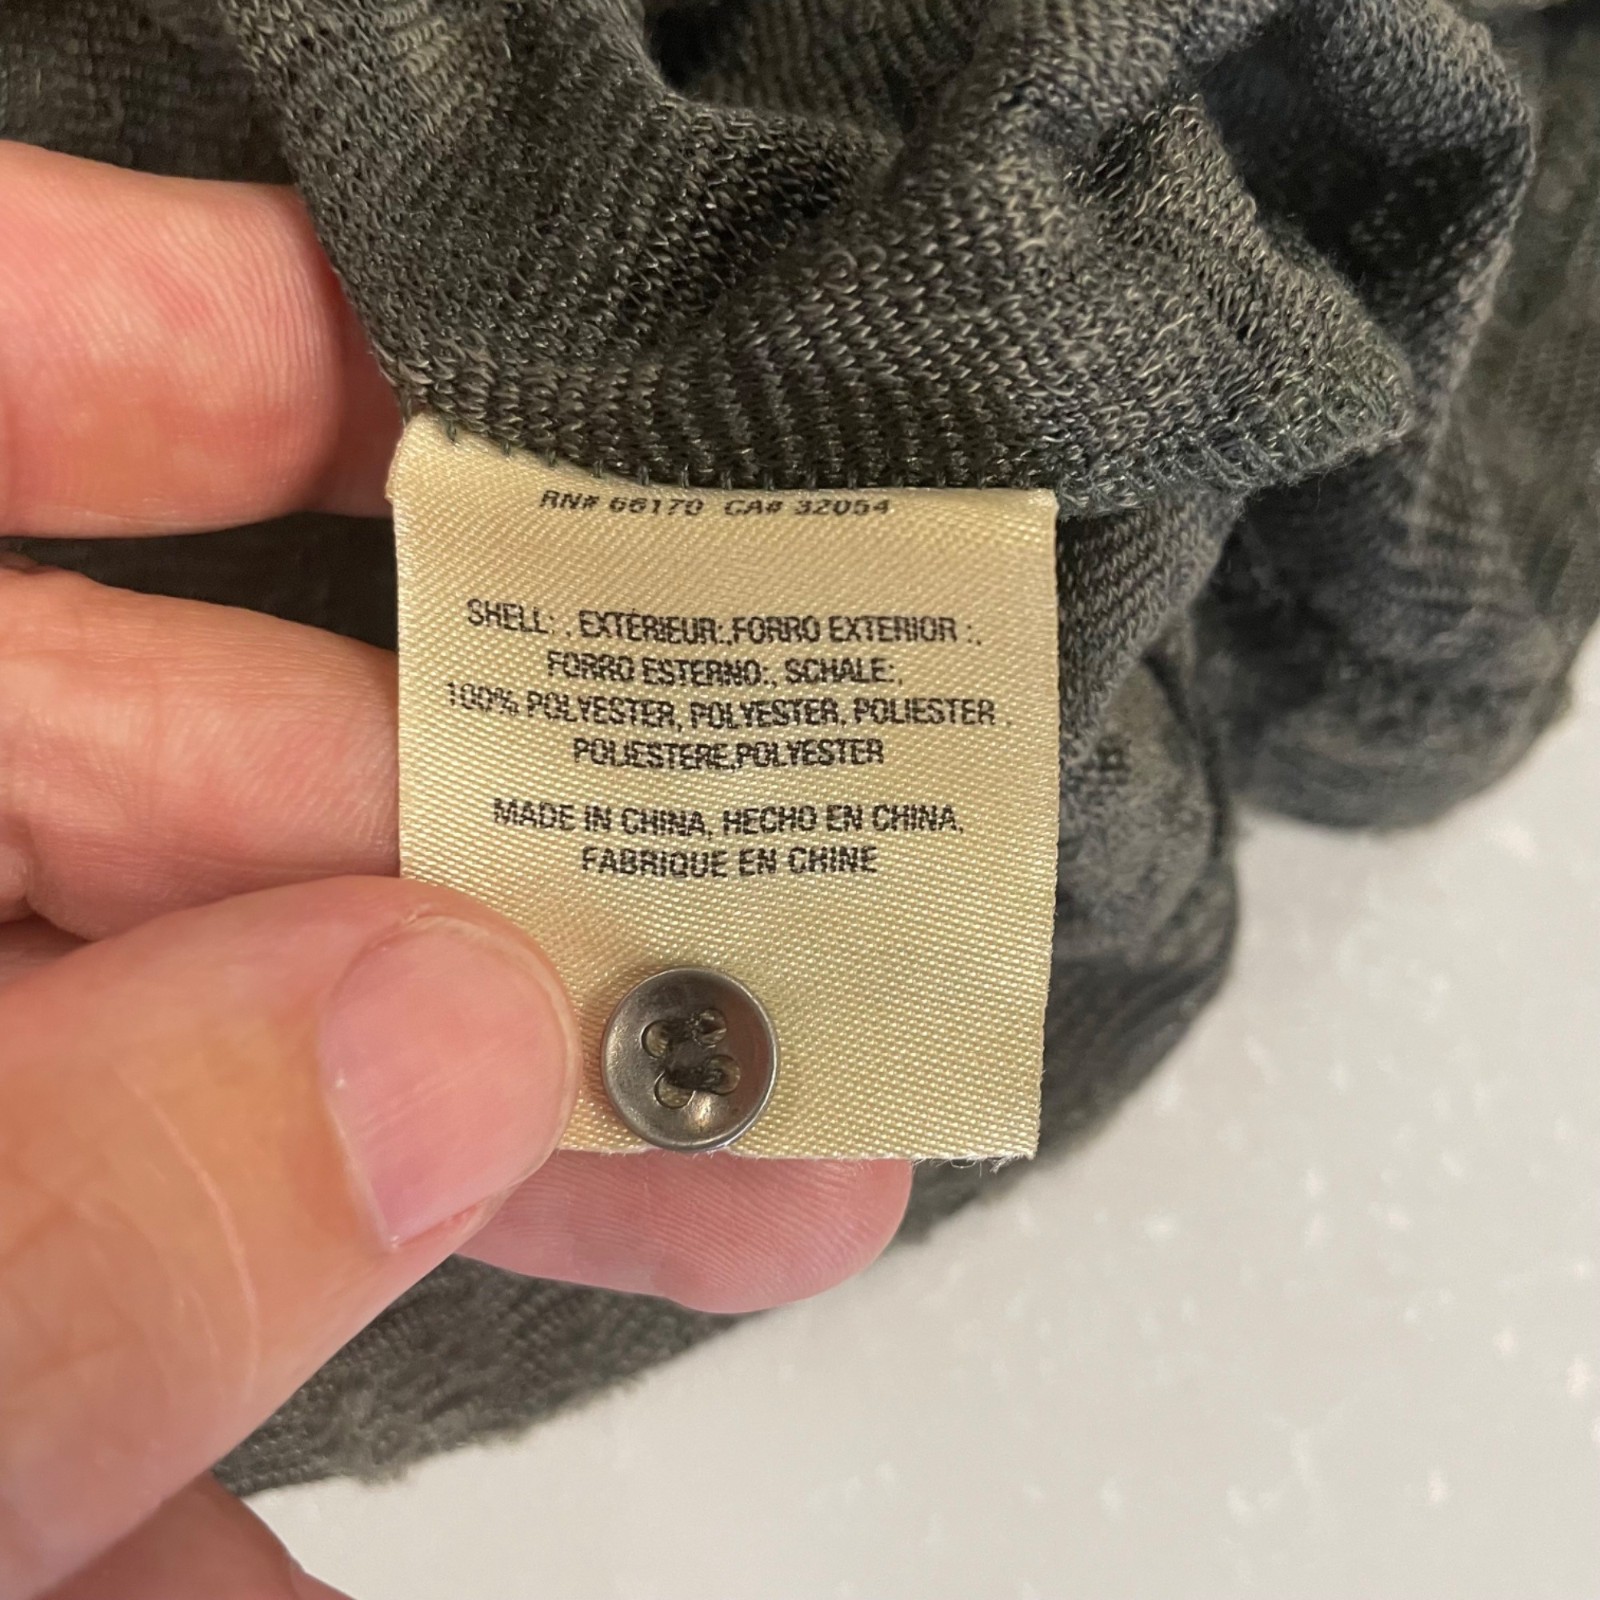 RN# 66170 CA# 32054
SHELL: , EXTÉRIEUR:,FORRO EXTERIOR :,
FORRO ESTERNO:, SCHALE:,
100% POLYESTER, POLYESTER, POLIESTER ,
POLIESTERE,POLYESTER
MADE IN CHINA, HECHO EN CHINA,
FABRIQUE EN CHINE